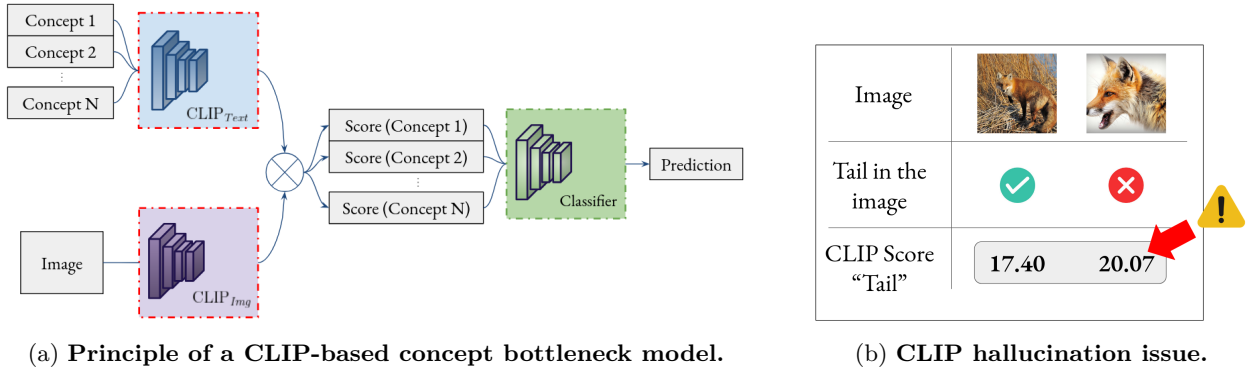 Concept 1
Concept 2
⋮
Concept N
CLIP_Text
Image
CLIP_Img
Score (Concept 1)
Score (Concept 2)
⋮
Score (Concept N)
Classifier
Prediction
(a) Principle of a CLIP-based concept bottleneck model.
Image
Tail in the
image
CLIP Score
“Tail”
17.40 20.07
!
(b) CLIP hallucination issue.